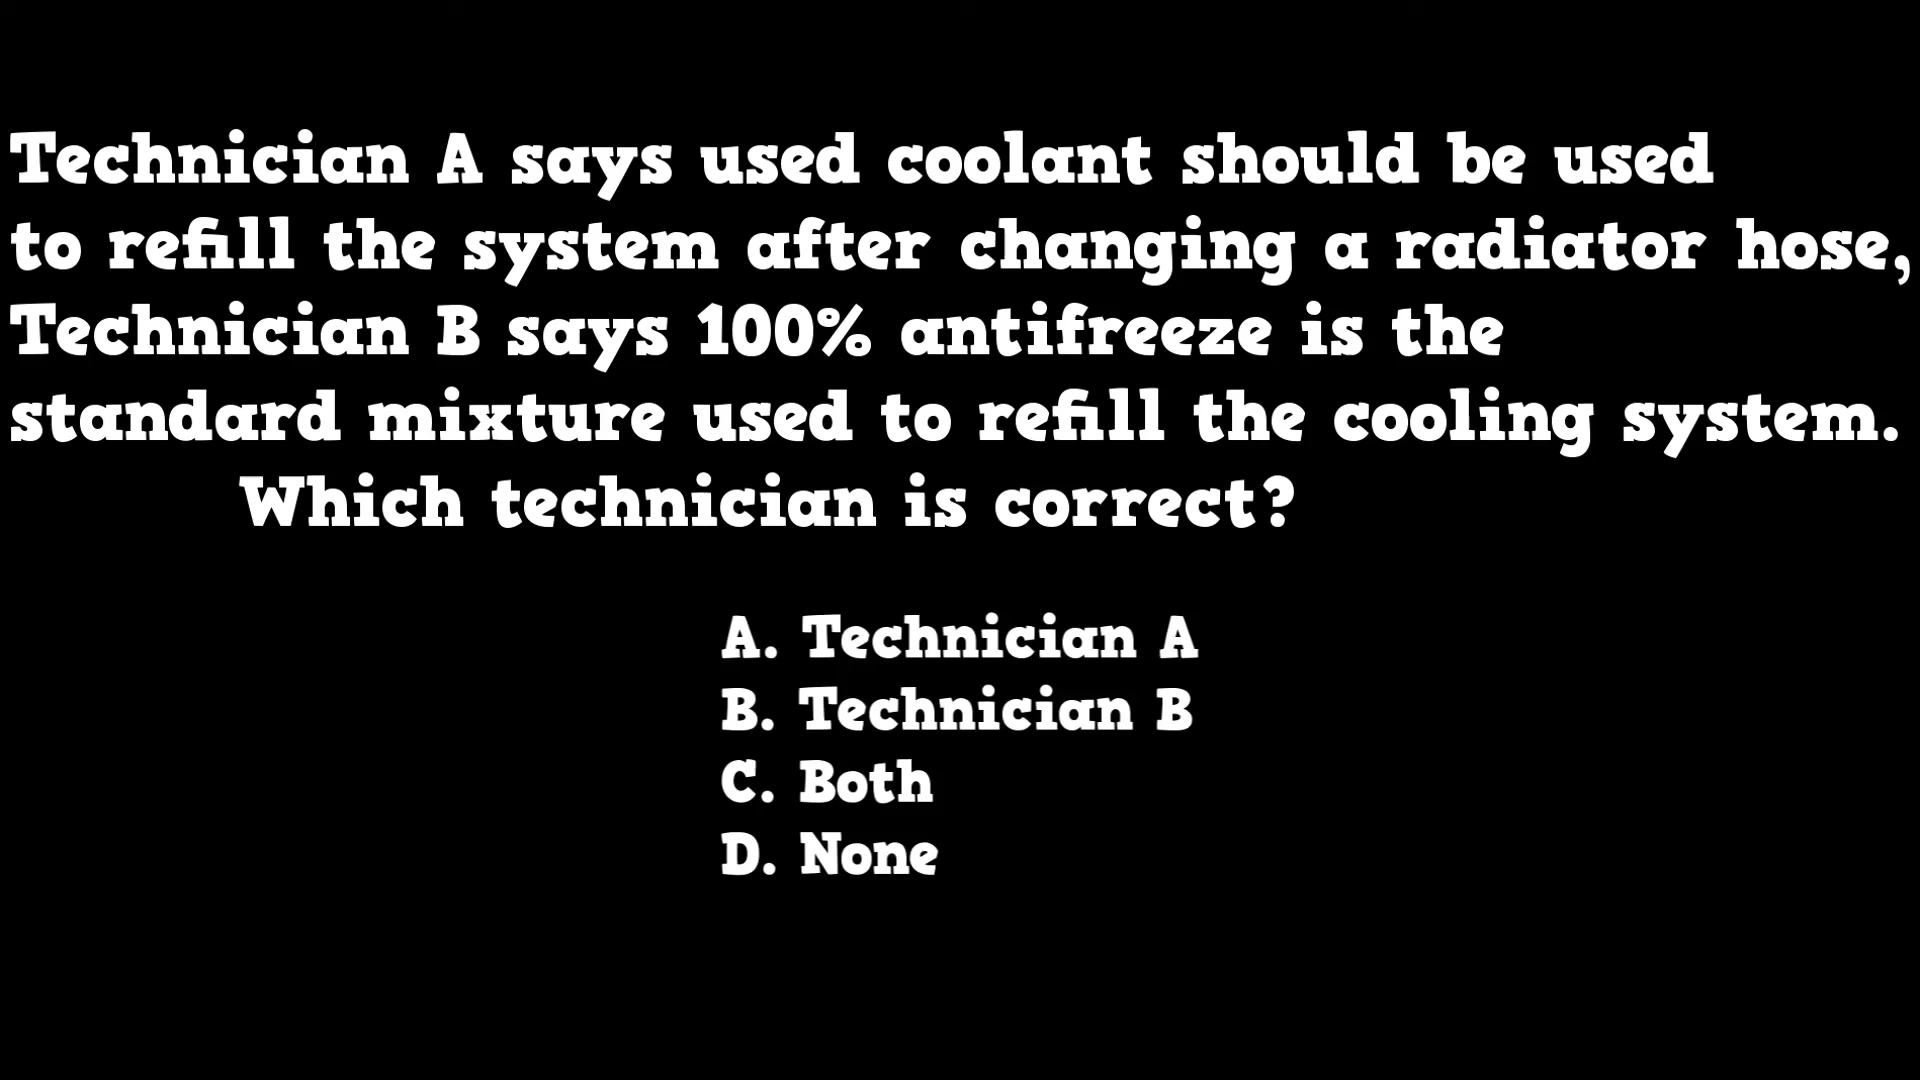 Technician A says used coolant should be used
to refill the system after changing a radiator hose,
Technician B says 100% antifreeze is the
standard mixture used to refill the cooling system.
Which technician is correct?
A. Technician A
B. Technician B
C. Both
D. None